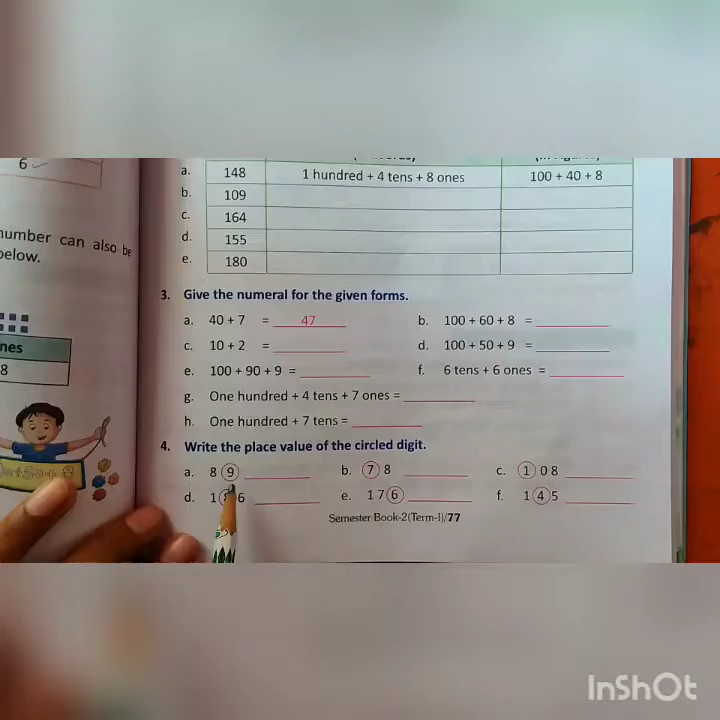 6
number can also be
below.
nes
8
a. 148 1 hundred + 4 tens + 8 ones 100 + 40 + 8
b. 109
c. 164
d. 155
e. 180
3. Give the numeral for the given forms.
a. 40 + 7 = 47 b. 100 + 60 + 8 =
c. 10 + 2 = d. 100 + 50 + 9 =
e. 100 + 90 + 9 = f. 6 tens + 6 ones =
g. One hundred + 4 tens + 7 ones =
h. One hundred + 7 tens =
4. Write the place value of the circled digit.
a. 8 9 b. 7 8 c. 1 0 8
d. 1 8 6 e. 1 7 6 f. 1 4 5
Semester Book-2(Term-I)/77
InShOt